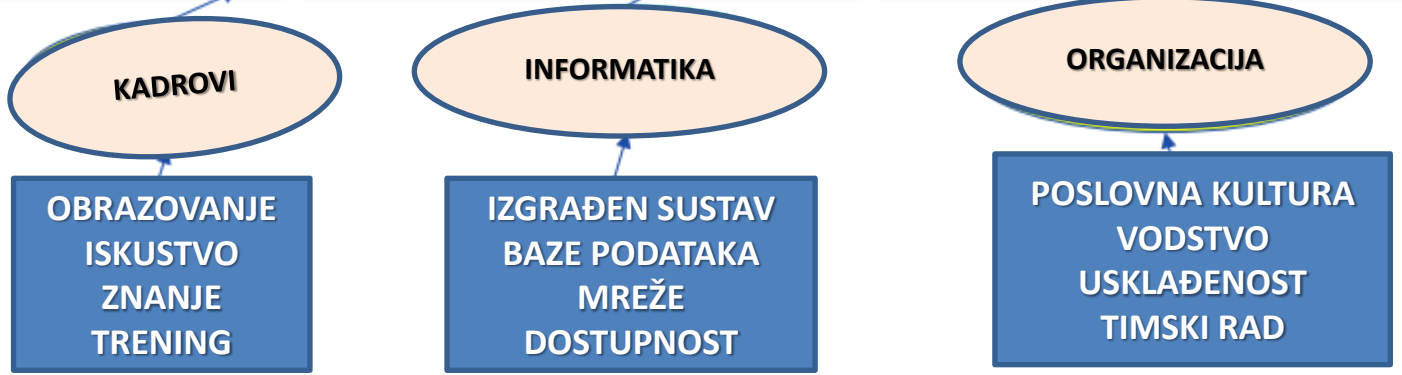 KADROVI
INFORMATIKA
ORGANIZACIJA
OBRAZOVANJE
ISKUSTVO
ZNANJE
TRENING
IZGRAĐEN SUSTAV
BAZE PODATAKA
MREŽE
DOSTUPNOST
POSLOVNA KULTURA
VODSTVO
USKLAĐENOST
TIMSKI RAD